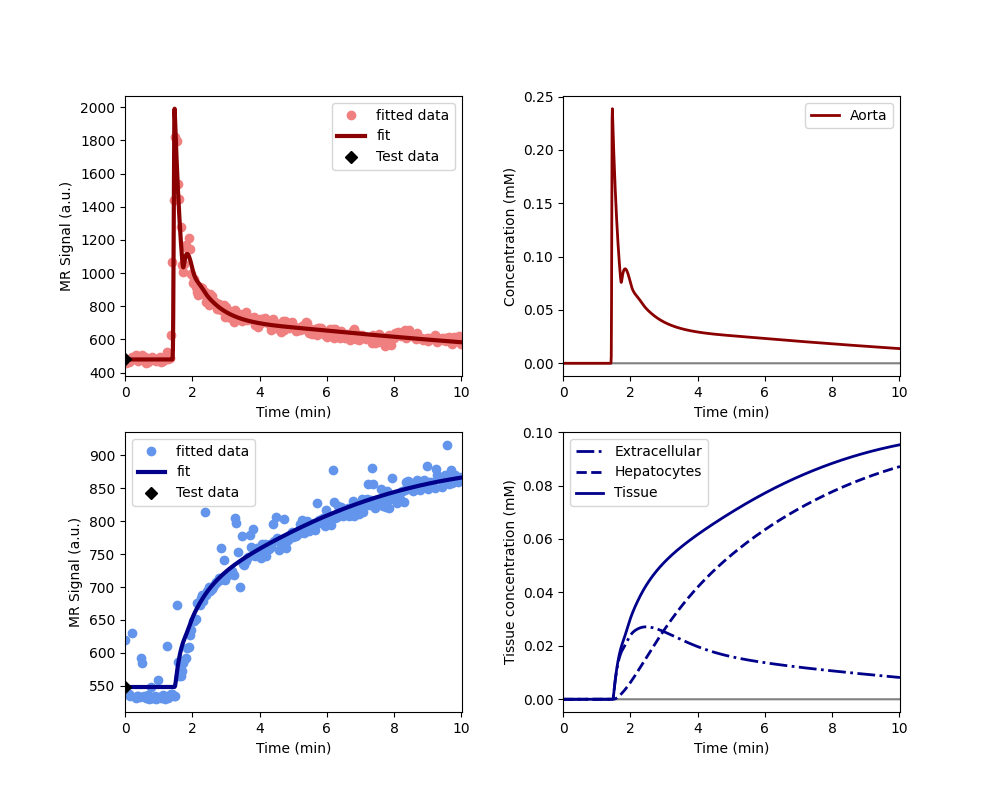 2000
1800
1600
1400
1200
1000
800
600
400
MR Signal (a.u.)
fitted data
fit
Test data
0 2 4 6 8 10
Time (min)
0.25
0.20
0.15
0.10
0.05
0.00
Concentration (mM)
Aorta
0 2 4 6 8 10
Time (min)
900
850
800
750
700
650
600
550
MR Signal (a.u.)
fitted data
fit
Test data
0 2 4 6 8 10
Time (min)
0.10
0.08
0.06
0.04
0.02
0.00
Tissue concentration (mM)
Extracellular
Hepatocytes
Tissue
0 2 4 6 8 10
Time (min)